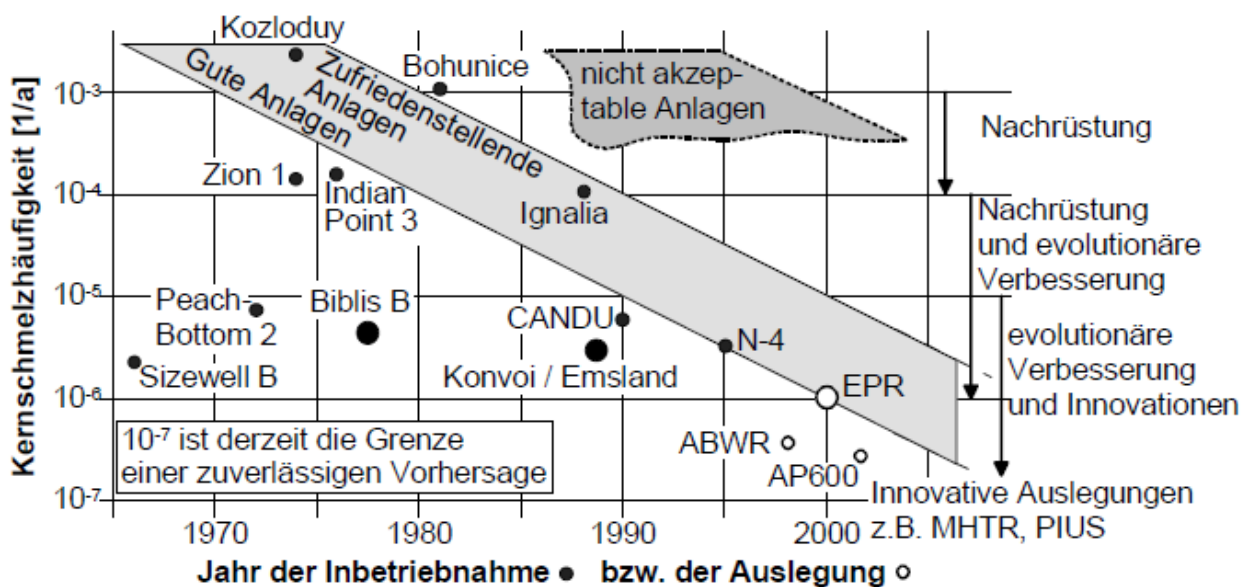 Kernschmelzhäufigkeit [1/a]
10-3
10-4
10-5
10-6
10-7
Kozloduy
Bohunice
Zufriedenstellende
Anlagen
Gute Anlagen
nicht akzep-
table Anlagen
Nachrüstung
Zion 1
Indian
Point 3
Ignalia
Nachrüstung
und evolutionäre
Verbesserung
Peach-
Bottom 2
Biblis B
CANDU
N-4
Sizewell B
Konvoi / Emsland
evolutionäre
Verbesserung
und Innovationen
EPR
10-7 ist derzeit die Grenze
einer zuverlässigen Vorhersage
ABWR
AP600
Innovative Auslegungen
z.B. MHTR, PIUS
1970
1980
1990
2000
Jahr der Inbetriebnahme ● bzw. der Auslegung ○